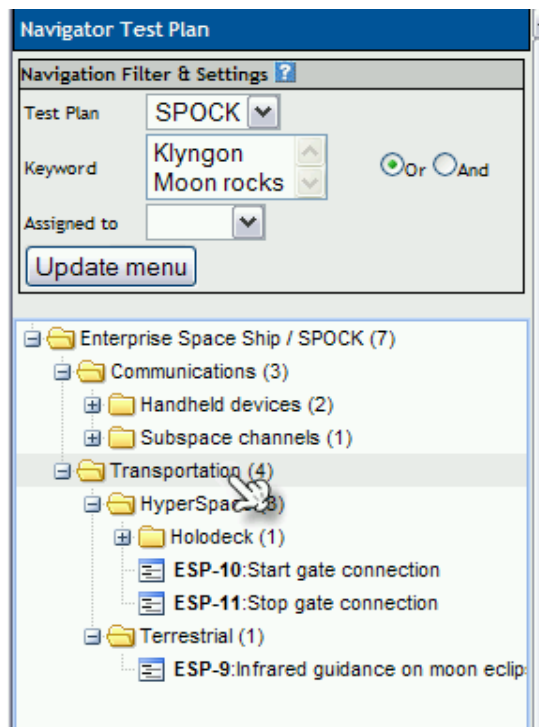 Navigator Test Plan
Navigation Filter & Settings ?
Test Plan SPOCK
Keyword Klyngon
Moon rocks
Or And
Assigned to
Update menu
Enterprise Space Ship / SPOCK (7)
Communications (3)
Handheld devices (2)
Subspace channels (1)
Transportation (4)
HyperSpace (3)
Holodeck (1)
ESP-10:Start gate connection
ESP-11:Stop gate connection
Terrestrial (1)
ESP-9:Infrared guidance on moon eclip